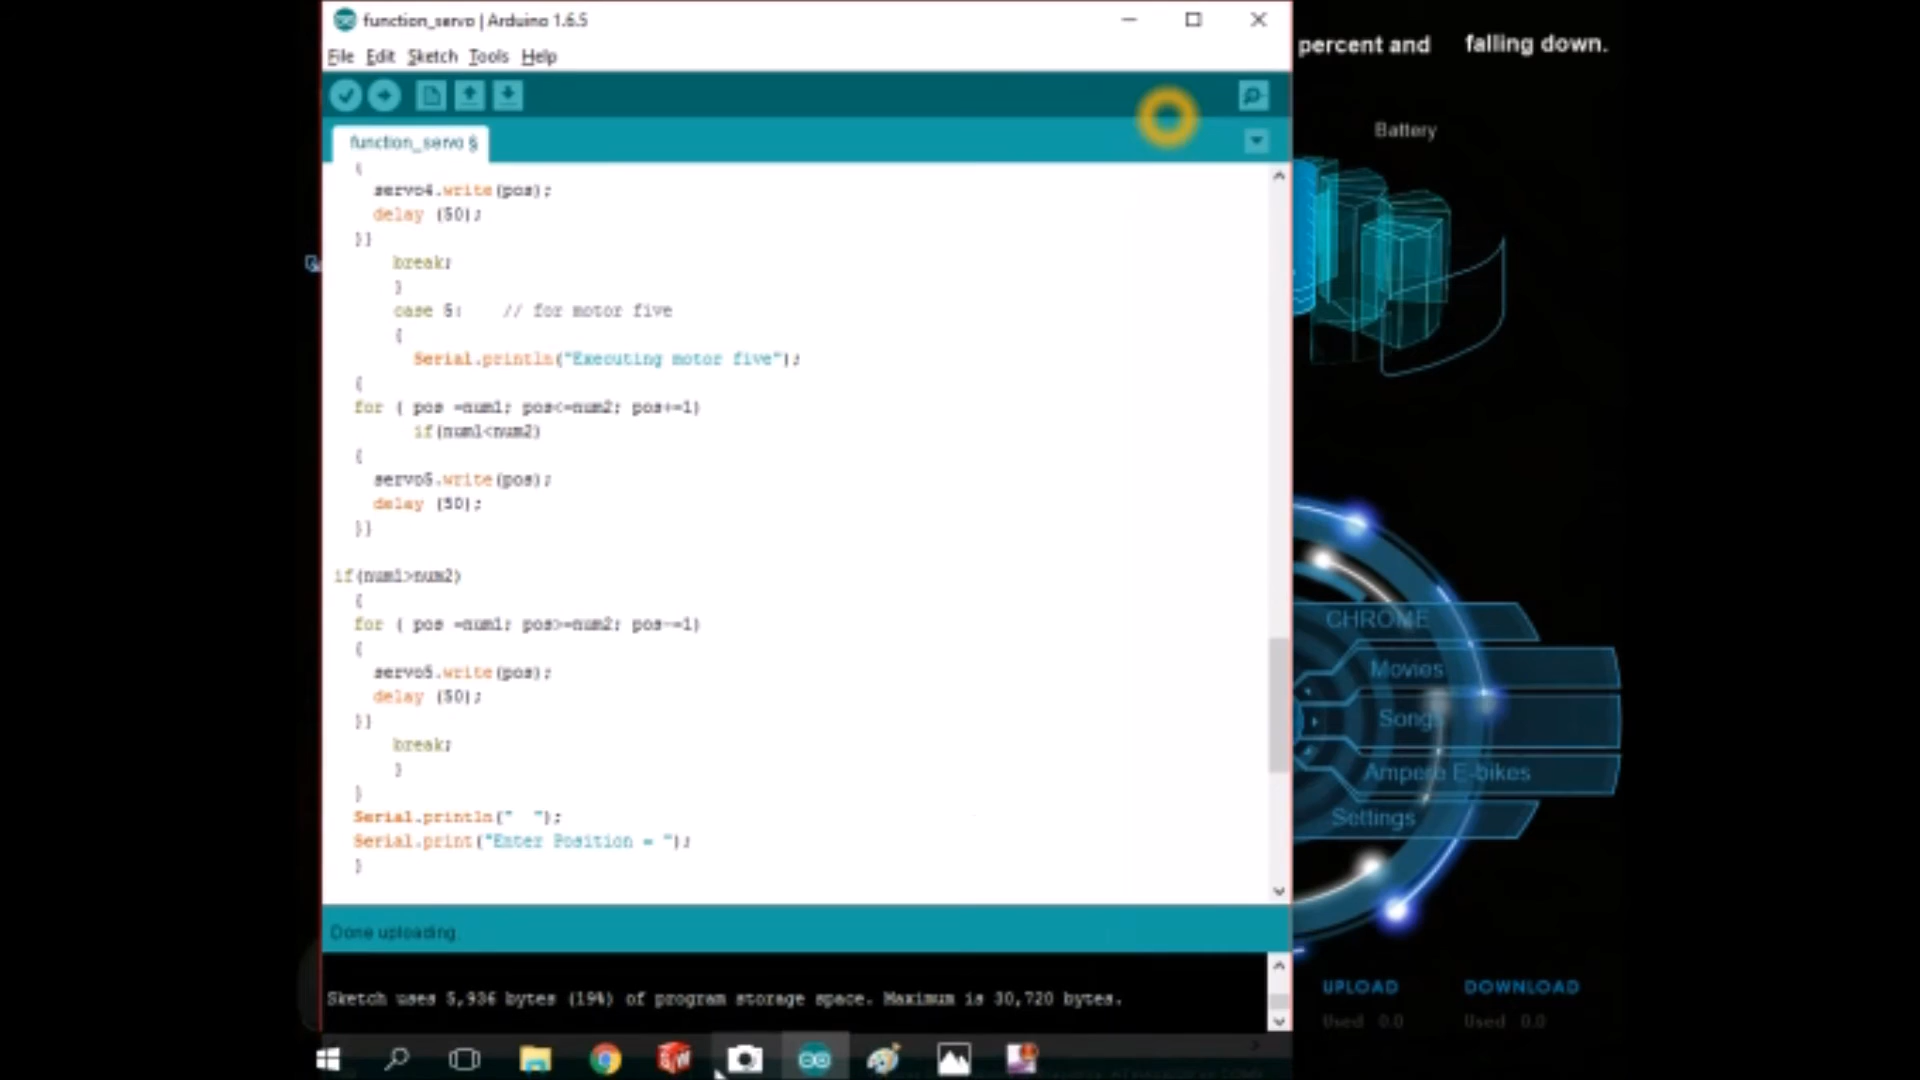 function_servo | Arduino 1.6.5
File Edit Sketch Tools Help
function_servo §
{
servo4.write(pos);
delay (50);
}}
break;
}
case 5: // for motor five
{
Serial.println("Executing motor five");
{
for ( pos =num1; pos<=num2; pos+=1)
if(num1<num2)
{
servo5.write(pos);
delay (50);
}}
if(num1>num2)
{
for ( pos =num1; pos>=num2; pos-=1)
{
servo5.write(pos);
delay (50);
}}
break;
}
}
Serial.println("  ");
Serial.print("Enter Position = ");
}
Done uploading.
Sketch uses 5,936 bytes (19%) of program storage space. Maximum is 30,720 bytes.
percent and falling down.
Battery
CHROME
Movies
Songs
Ampere E-bikes
Settings
UPLOAD DOWNLOAD
Used 0.0 Used 0.0